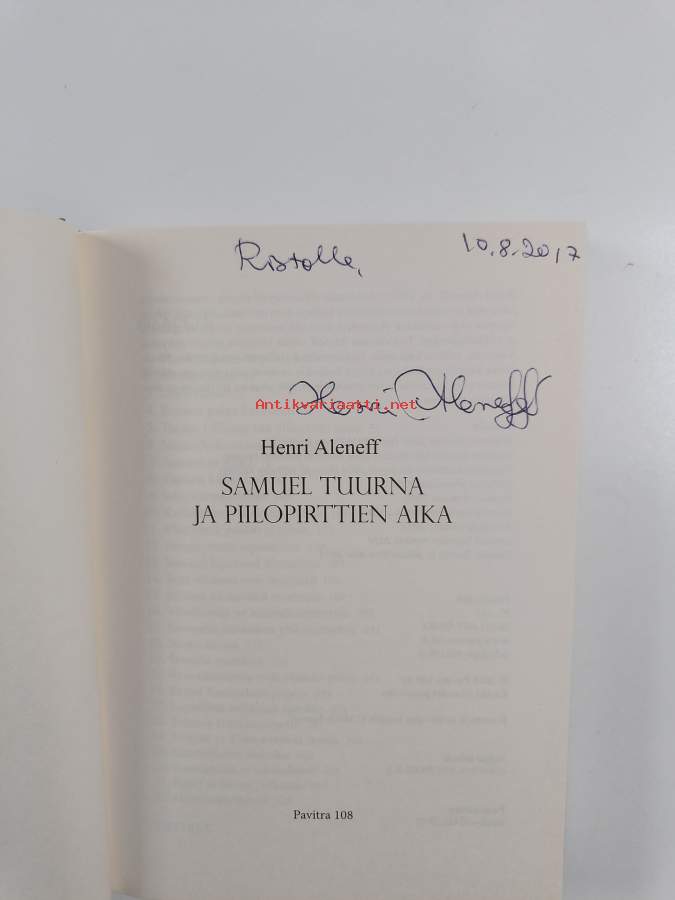 Ristolle, 10.8.2017
Henri Aleneff
Antikvariaatti.net
Henri Aleneff
SAMUEL TUURNA
JA PIILOPIRTTIEN AIKA
Pavitra 108